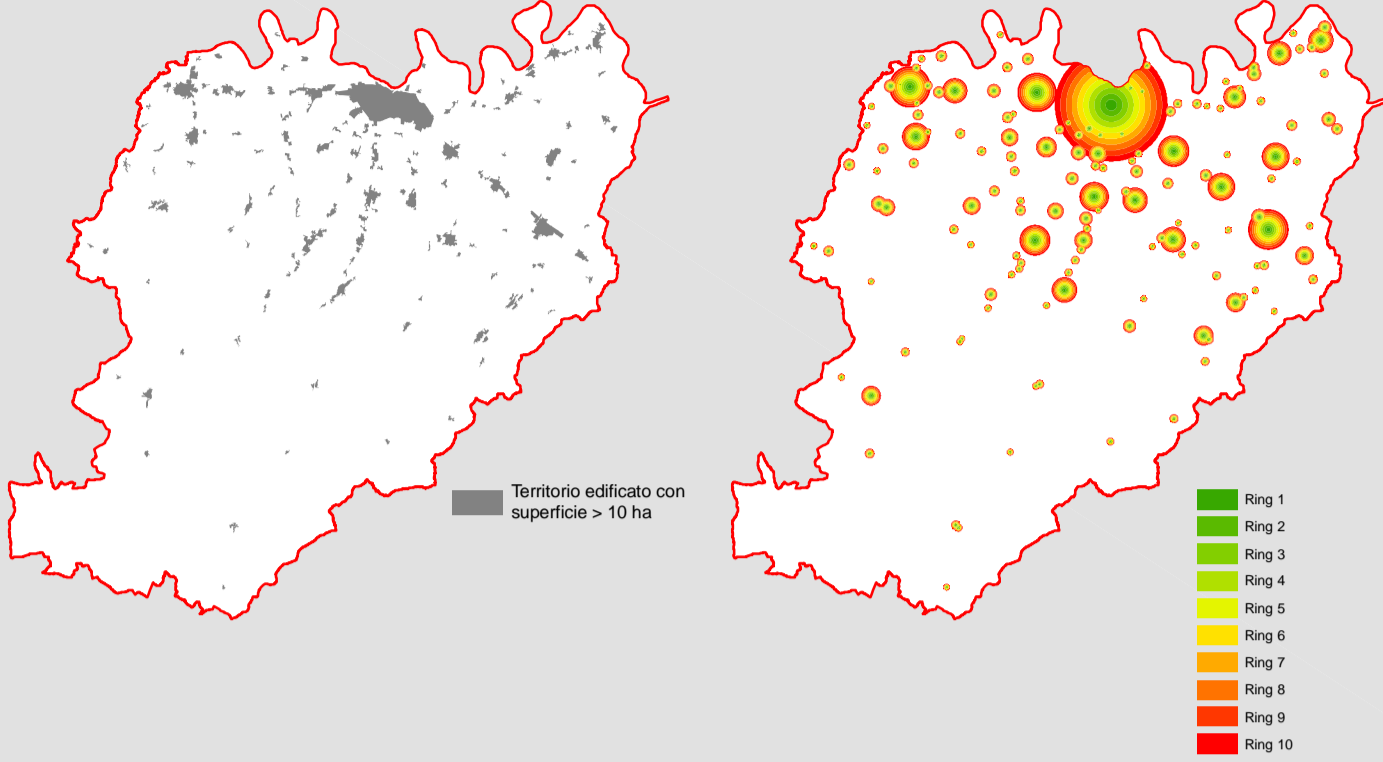 Territorio edificato con
superficie > 10 ha
Ring 1
Ring 2
Ring 3
Ring 4
Ring 5
Ring 6
Ring 7
Ring 8
Ring 9
Ring 10